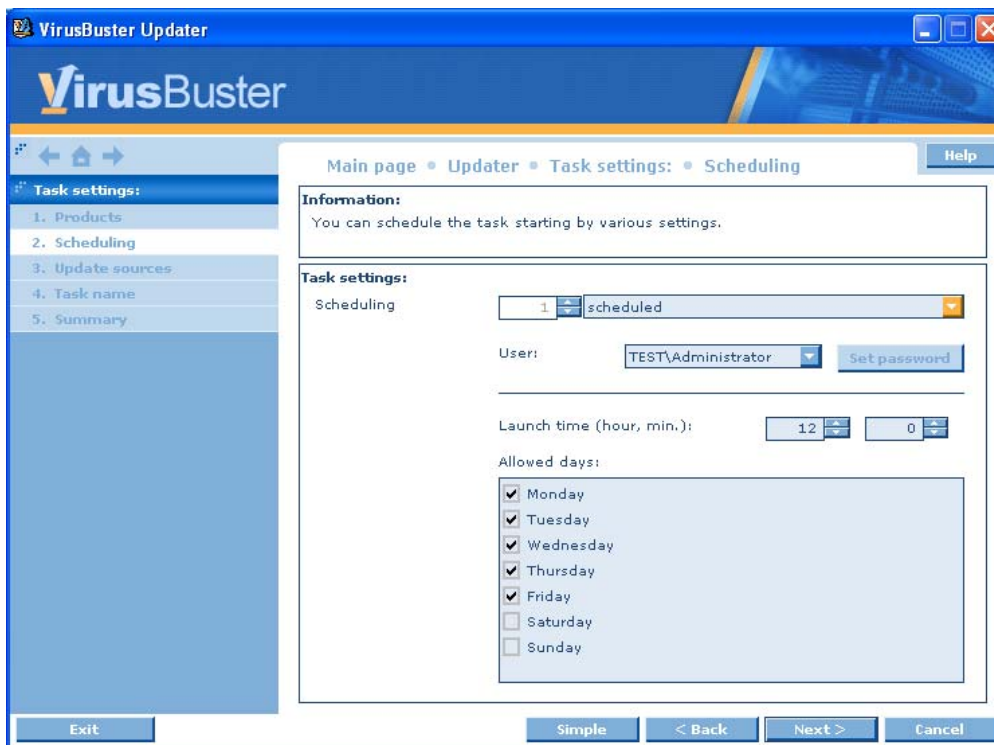 VirusBuster Updater
VirusBuster
Help
Main page • Updater • Task settings: • Scheduling
Task settings:
1. Products
2. Scheduling
3. Update sources
4. Task name
5. Summary
Information:
You can schedule the task starting by various settings.
Task settings:
Scheduling
1 scheduled
User: TEST\Administrator Set password
Launch time (hour, min.): 12 0
Allowed days:
Monday
Tuesday
Wednesday
Thursday
Friday
Saturday
Sunday
Exit Simple < Back Next > Cancel